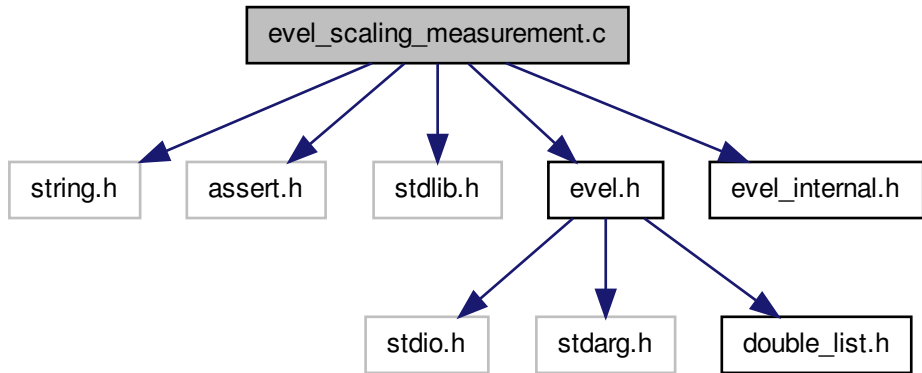 evel_scaling_measurement.c
string.h
assert.h
stdlib.h
evel.h
evel_internal.h
stdio.h
stdarg.h
double_list.h